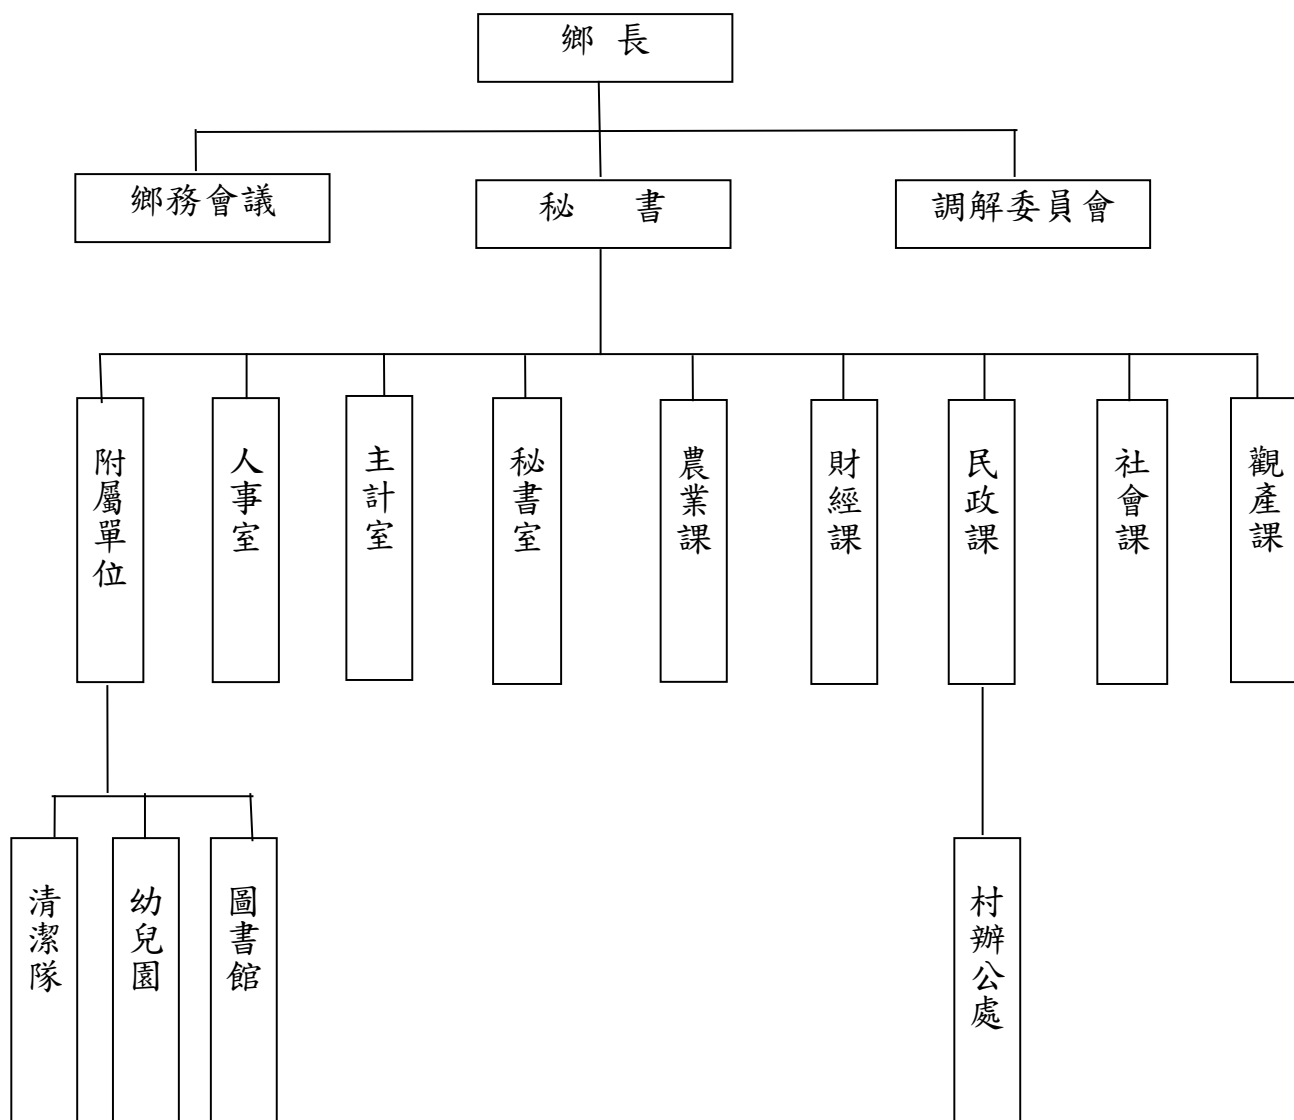 鄉 長
鄉務會議
秘 書
調解委員會
附屬單位
人事室
主計室
秘書室
農業課
財經課
民政課
社會課
觀產課
清潔隊
幼兒園
圖書館
村辦公處